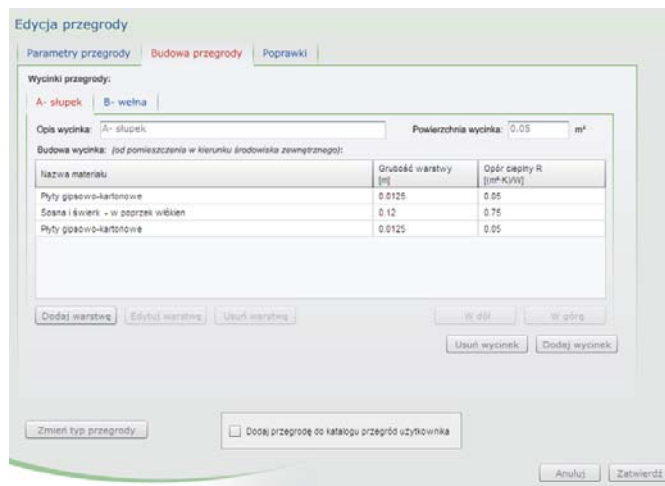 Edycja przegrody
Parametry przegrody Budowa przegrody Poprawki
Wycinki przegrody:
A- słupek B- wełna
Opis wycinka: A- słupek Powierzchnia wycinka: 0.05 m²
Budowa wycinka: (od pomieszczenia w kierunku środowiska zewnętrznego):
Nazwa materiału Grubość warstwy [m] Opór cieplny R [(m²·K)/W]
Płyty gipsowo-kartonowe 0.0125 0.05
Sosna i świerk - w poprzek włókien 0.12 0.75
Płyty gipsowo-kartonowe 0.0125 0.05
Dodaj warstwę Edytuj warstwę Usuń warstwę W dół W górę
Usuń wycinek Dodaj wycinek
Zmień typ przegrody Dodaj przegrodę do katalogu przegród użytkownika
Anuluj Zatwierdź